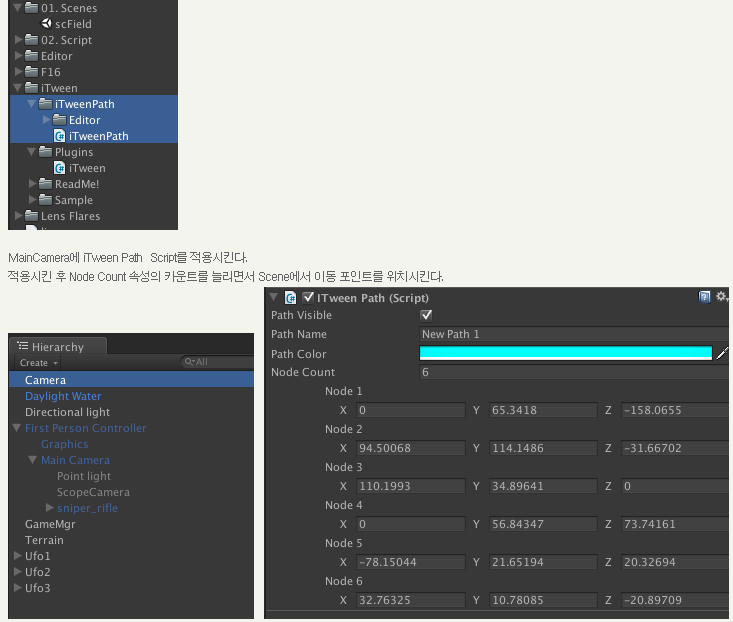 01. Scenes
scField
02. Script
Editor
F16
iTween
iTweenPath
Editor
iTweenPath
Plugins
iTween
ReadMe!
Sample
Lens Flares
MainCamera에 iTween Path Script를 적용시킨다.
적용시킨 후 Node Count 속성의 카운트를 늘리면서 Scene에서 이동 포인트를 위치시킨다.
Hierarchy
Create All
Camera
Daylight Water
Directional light
First Person Controller
Graphics
Main Camera
Point light
ScopeCamera
sniper_rifle
GameMgr
Terrain
Ufo1
Ufo2
Ufo3
ITween Path (Script)
Path Visible
Path Name New Path 1
Path Color
Node Count 6
Node 1
X 0 Y 65.3418 Z -158.0655
Node 2
X 94.50068 Y 114.1486 Z -31.66702
Node 3
X 110.1993 Y 34.89641 Z 0
Node 4
X 0 Y 56.84347 Z 73.74161
Node 5
X -78.15044 Y 21.65194 Z 20.32694
Node 6
X 32.76325 Y 10.78085 Z -20.89709